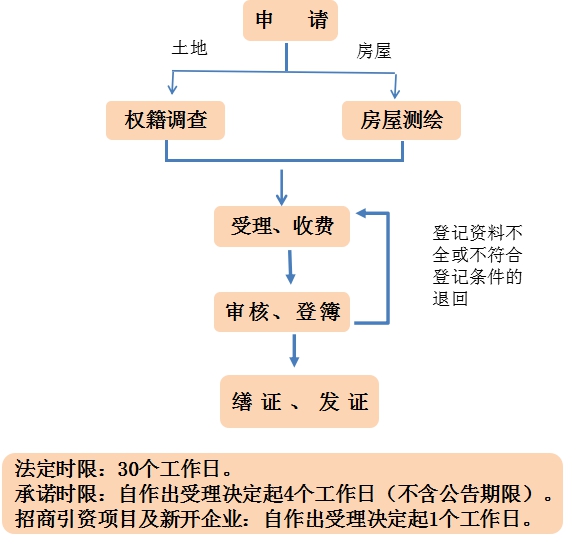 申 请
土地
房屋
权籍调查
房屋测绘
受理、收费
登记资料不
全或不符合
登记条件的
退回
审核、登簿
缮证、发证
法定时限：30个工作日。
承诺时限：自作出受理决定起4个工作日（不含公告期限）。
招商引资项目及新开企业：自作出受理决定起1个工作日。